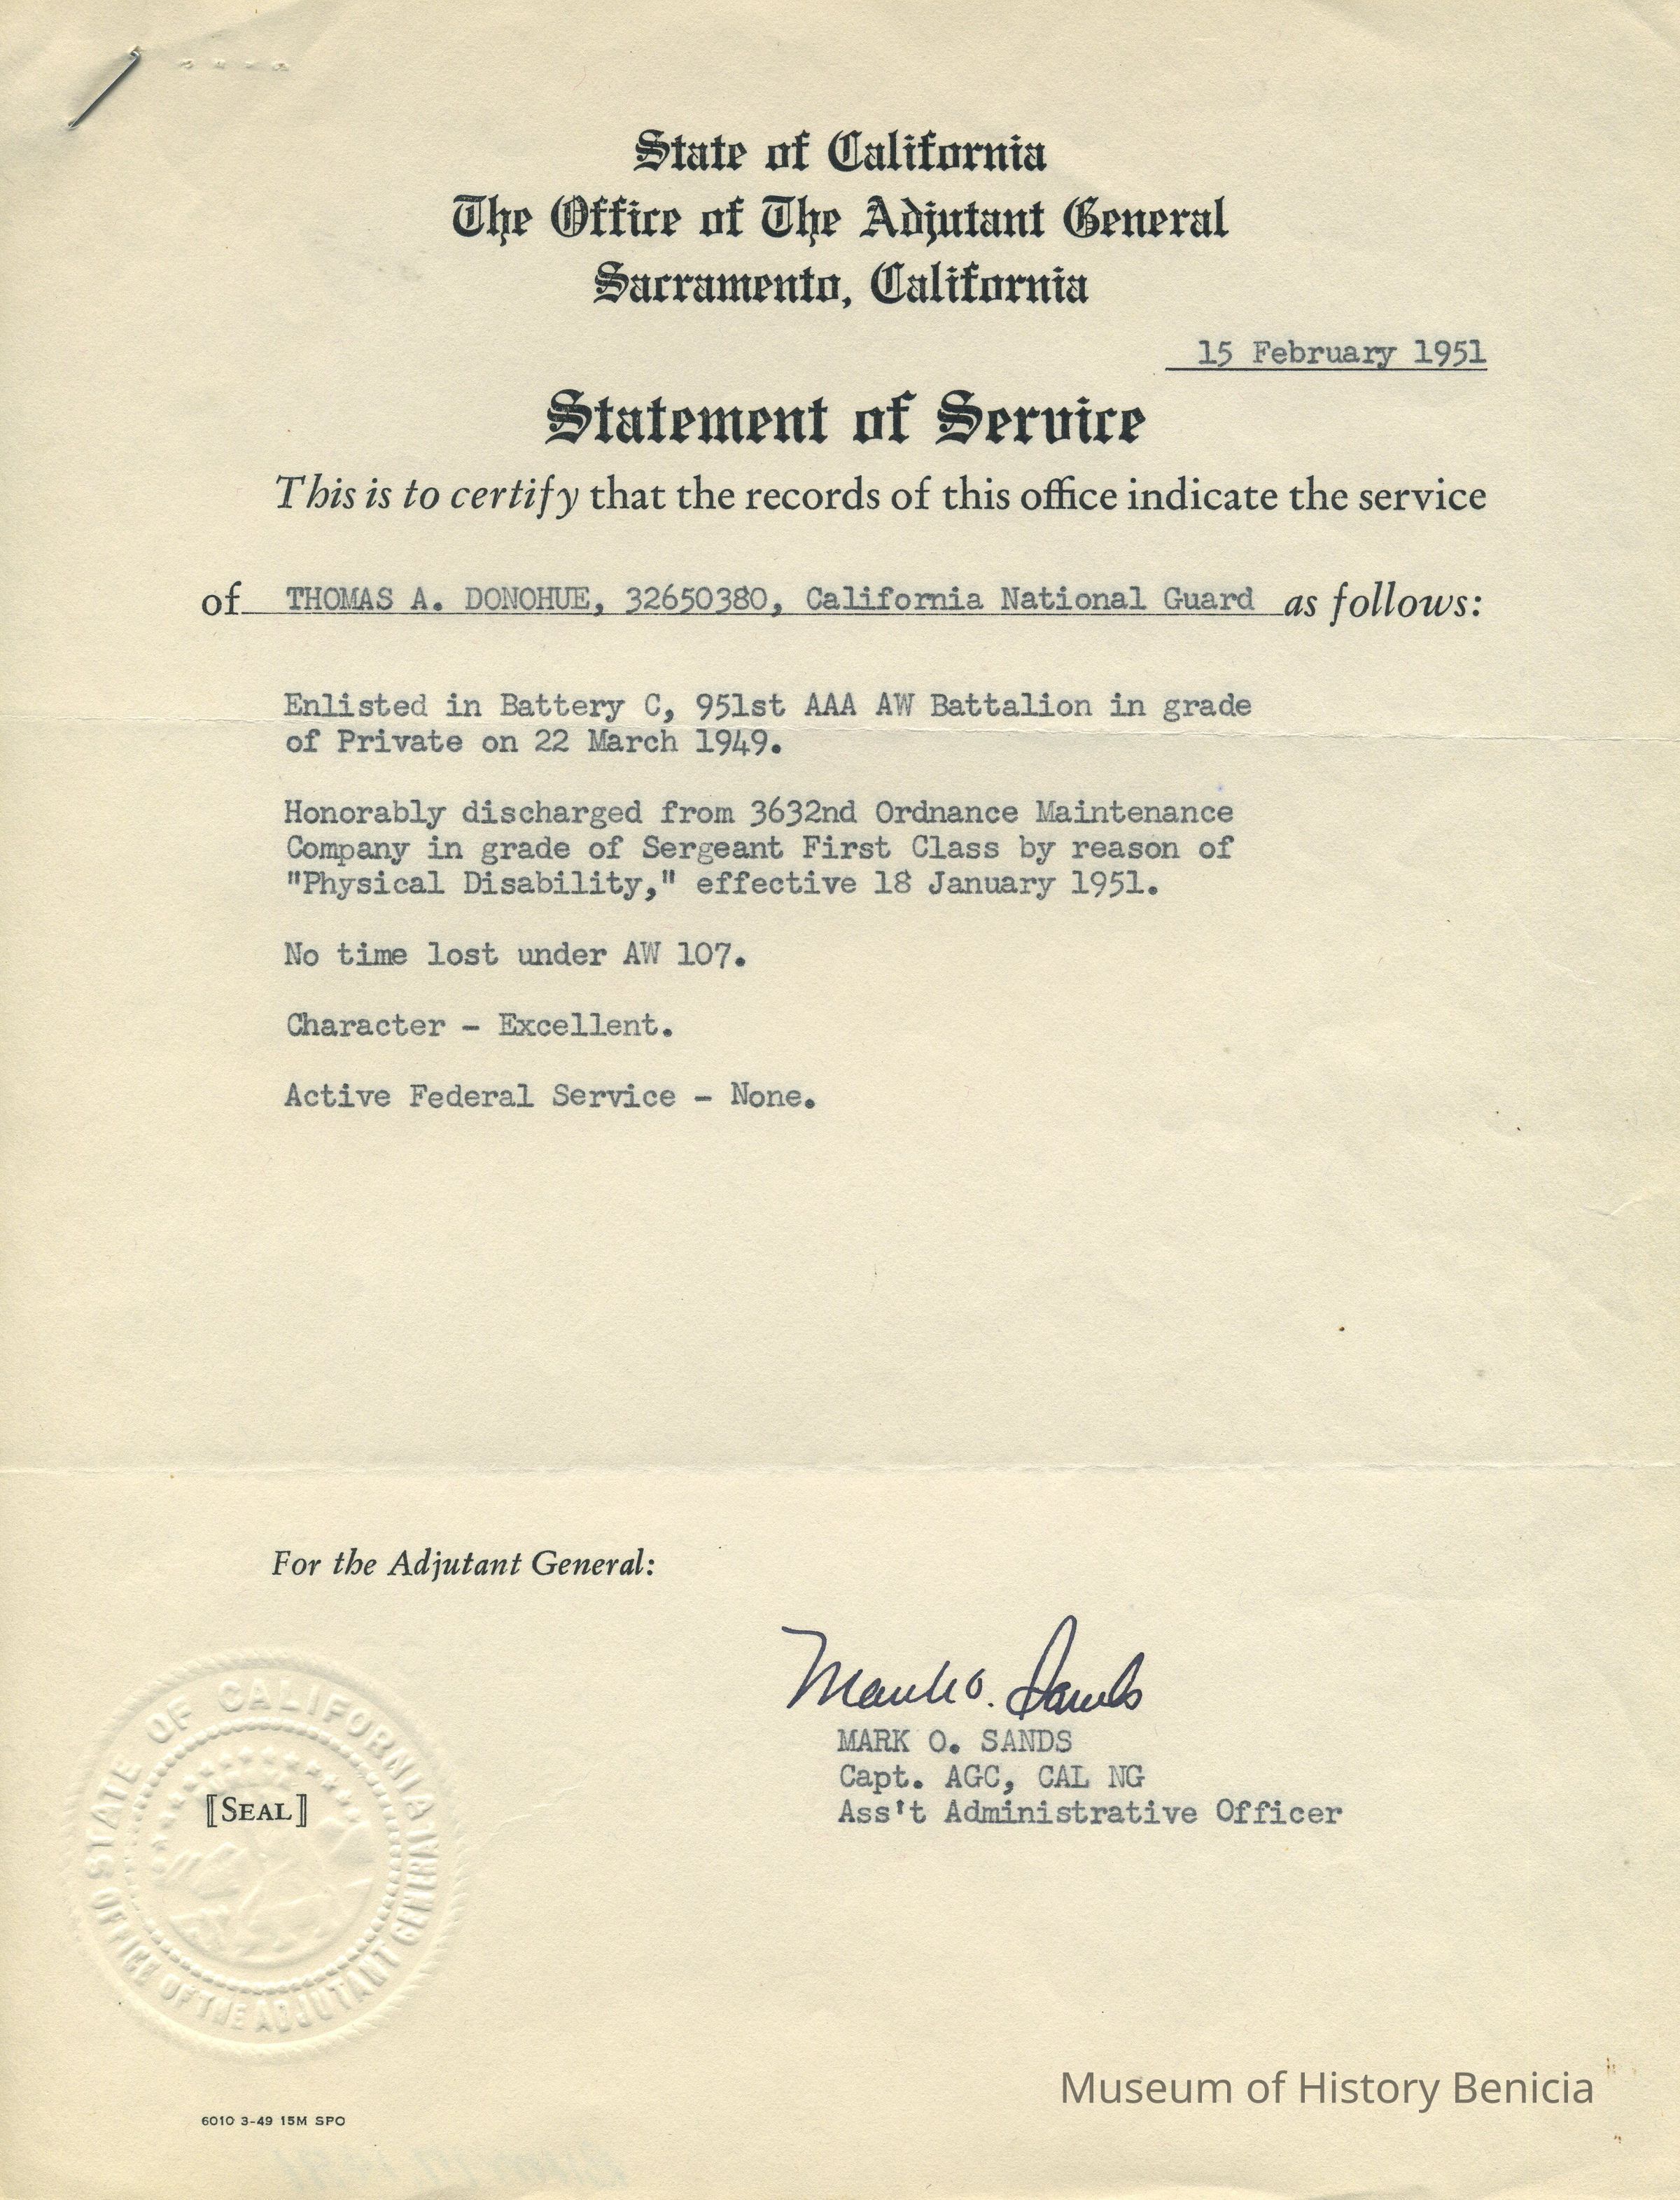 State of California
The Office of The Adjutant General
Sacramento, California
15 February 1951
Statement of Service
This is to certify that the records of this office indicate the service
of THOMAS A. DONOHUE, 32650380, California National Guard as follows:
Enlisted in Battery C, 951st AAA AW Battalion in grade
of Private on 22 March 1949.
Honorably discharged from 3632nd Ordnance Maintenance
Company in grade of Sergeant First Class by reason of
"Physical Disability," effective 18 January 1951.
No time lost under AW 107.
Character - Excellent.
Active Federal Service - None.
For the Adjutant General:
Mark O. Sands
MARK O. SANDS
Capt. AGC, CAL NG
Ass't Administrative Officer
STATE OF CALIFORNIA
[SEAL]
OFFICE OF THE ADJUTANT GENERAL
Museum of History Benicia
6010 3-49 15M SPO